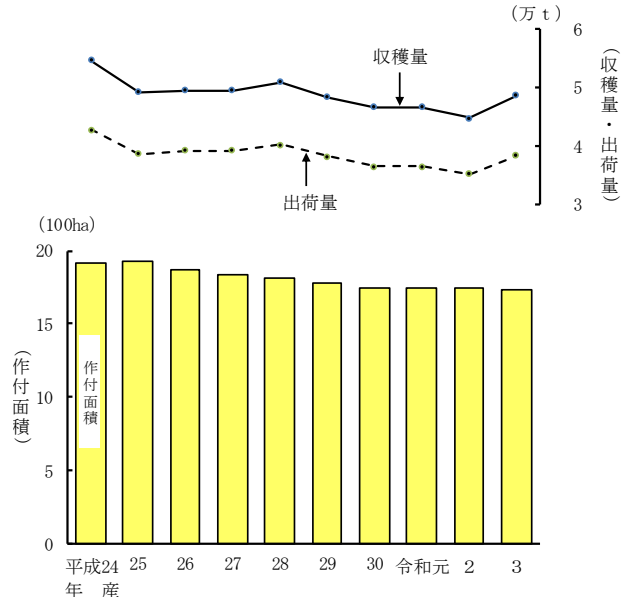 （万ｔ）
6
5
4
3
（収穫量・出荷量）
収穫量
出荷量
（100ha）
20
15
10
5
0
（作付面積）
作付面積
平成24 25 26 27 28 29 30 令和元 2 3
年 産